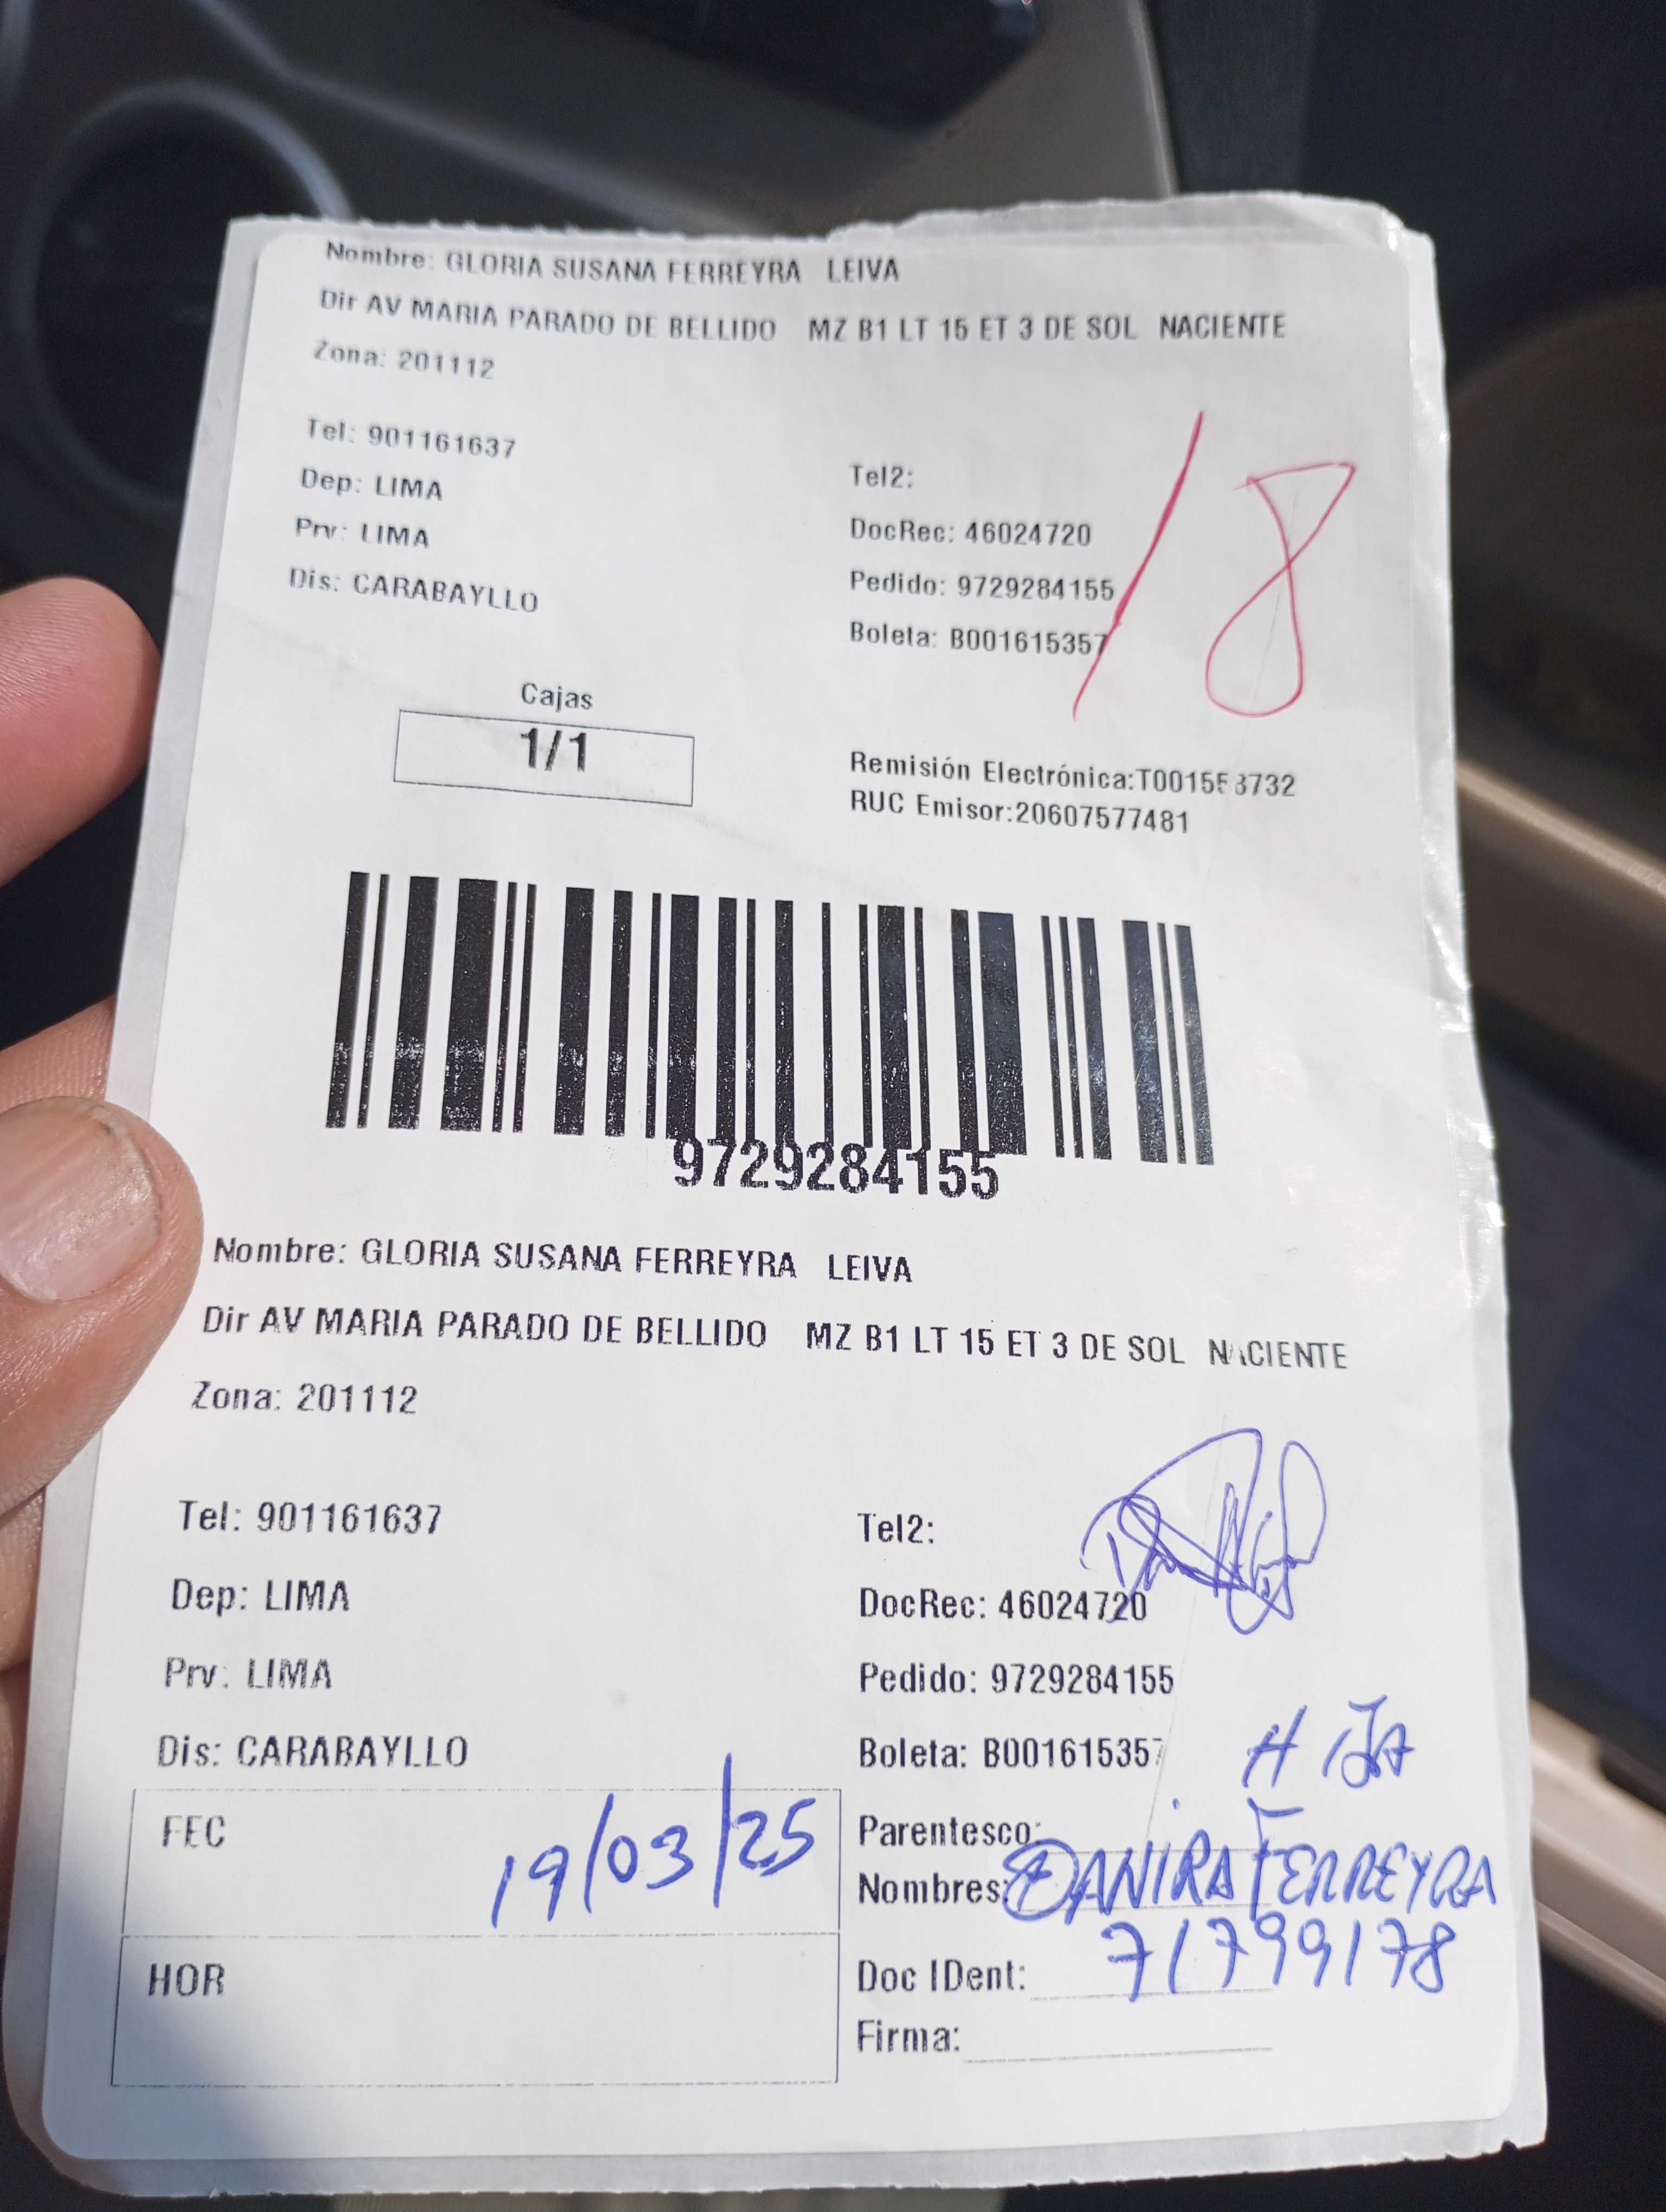 Nombre: GLORIA SUSANA FERREYRA LEIVA
Dir AV MARIA PARADO DE BELLIDO MZ B1 LT 15 ET 3 DE SOL NACIENTE
Zona: 201112
Tel: 901161637
Tel2:
Dep: LIMA
DocRec: 46024720
Prv: LIMA
Pedido: 9729284155
Dis: CARABAYLLO
Boleta: B001615357
18
Cajas
1/1
Remisión Electrónica:T001553732
RUC Emisor:20607577481
9729284155
Nombre: GLORIA SUSANA FERREYRA LEIVA
Dir AV MARIA PARADO DE BELLIDO MZ B1 LT 15 ET 3 DE SOL NACIENTE
Zona: 201112
Tel: 901161637
Tel2:
Dep: LIMA
DocRec: 46024720
Prv: LIMA
Pedido: 9729284155
Dis: CARABAYLLO
Boleta: B001615357
FEC 19/03/25
Parentesco: HIJA
Nombres: DANIRA FERREYRA
HOR
Doc IDent: 71799178
Firma: